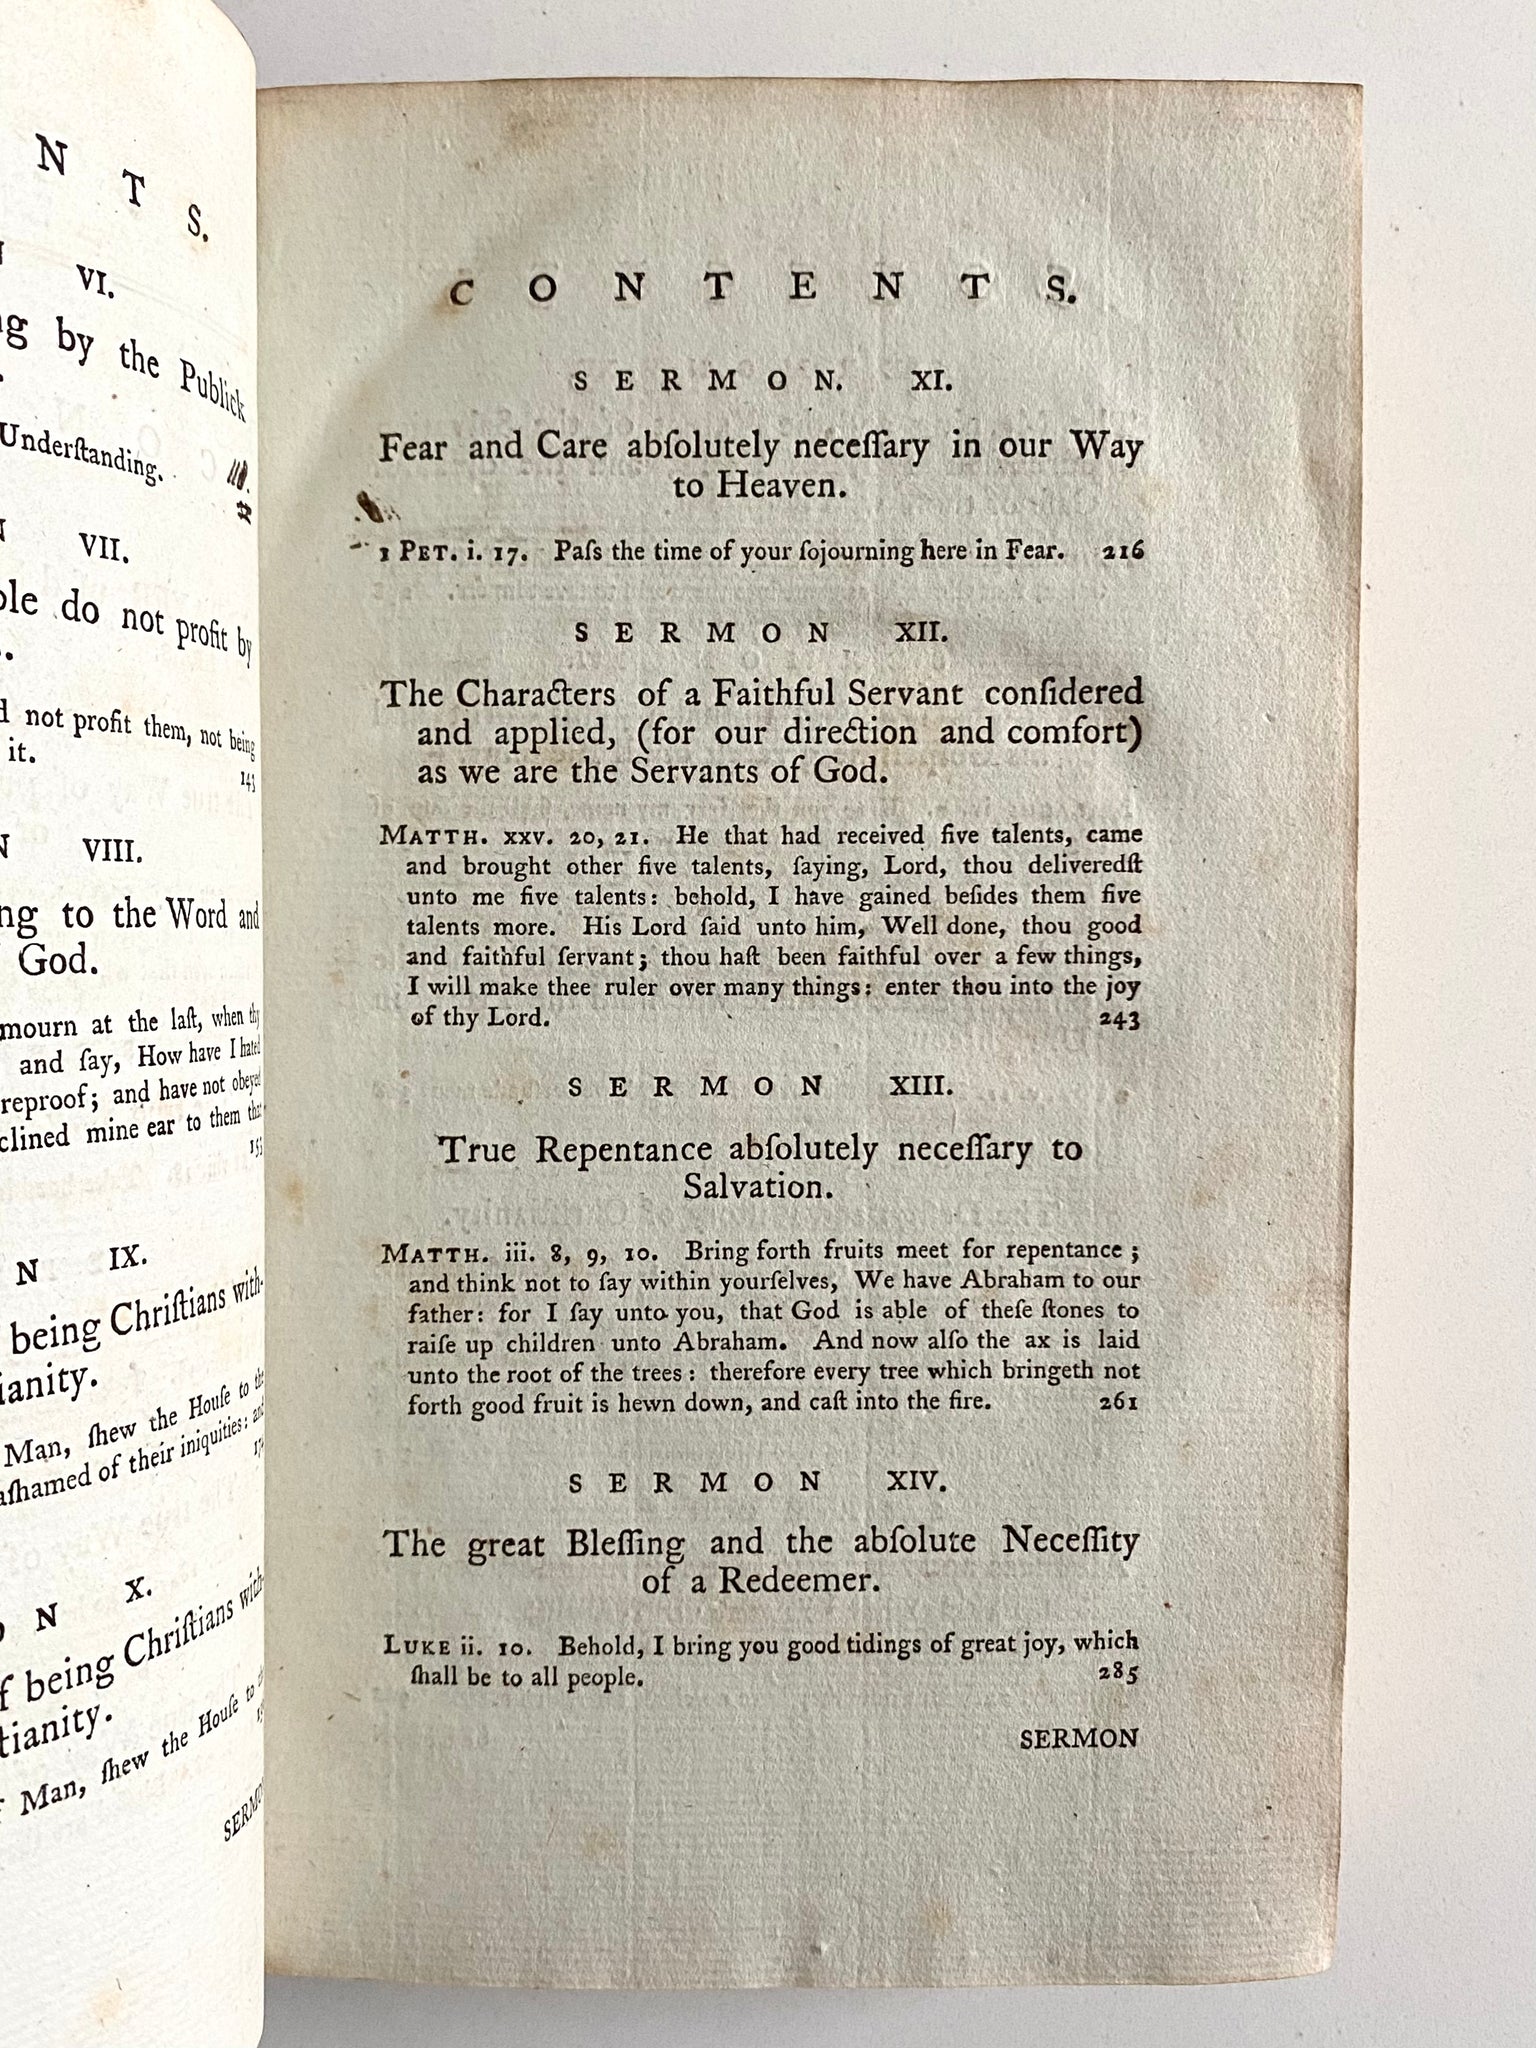 N T S.
VI.
by the Publick
Understanding.
VII.
do not profit by
not profit them, not being
it.
143
VIII.
to the Word and
God.
mourn at the laſt, when thy
and ſay, How have I hated
reproof; and have not obeyed
mine ear to them that
153
N IX.
being Chriſtians with-
Man, ſhew the Houſe to the
aſhamed of their iniquities: and
N X.
being Chriſtians with-
Man, ſhew the Houſe to
CONTENTS.
SERMON. XI.
Fear and Care abſolutely neceſſary in our Way
to Heaven.
1 PET. i. 17. Paſs the time of your ſojourning here in Fear. 216
SERMON XII.
The Characters of a Faithful Servant conſidered
and applied, (for our direction and comfort)
as we are the Servants of God.
MATTH. xxv. 20, 21. He that had received five talents, came
and brought other five talents, ſaying, Lord, thou deliveredſt
unto me five talents: behold, I have gained beſides them five
talents more. His Lord ſaid unto him, Well done, thou good
and faithful ſervant; thou haſt been faithful over a few things,
I will make thee ruler over many things: enter thou into the joy
of thy Lord. 243
SERMON XIII.
True Repentance abſolutely neceſſary to
Salvation.
MATTH. iii. 8, 9, 10. Bring forth fruits meet for repentance;
and think not to ſay within yourſelves, We have Abraham to our
father: for I ſay unto you, that God is able of theſe ſtones to
raiſe up children unto Abraham. And now alſo the ax is laid
unto the root of the trees: therefore every tree which bringeth not
forth good fruit is hewn down, and caſt into the fire. 261
SERMON XIV.
The great Bleſſing and the abſolute Neceſſity
of a Redeemer.
LUKE ii. 10. Behold, I bring you good tidings of great joy, which
ſhall be to all people. 285
SERMON